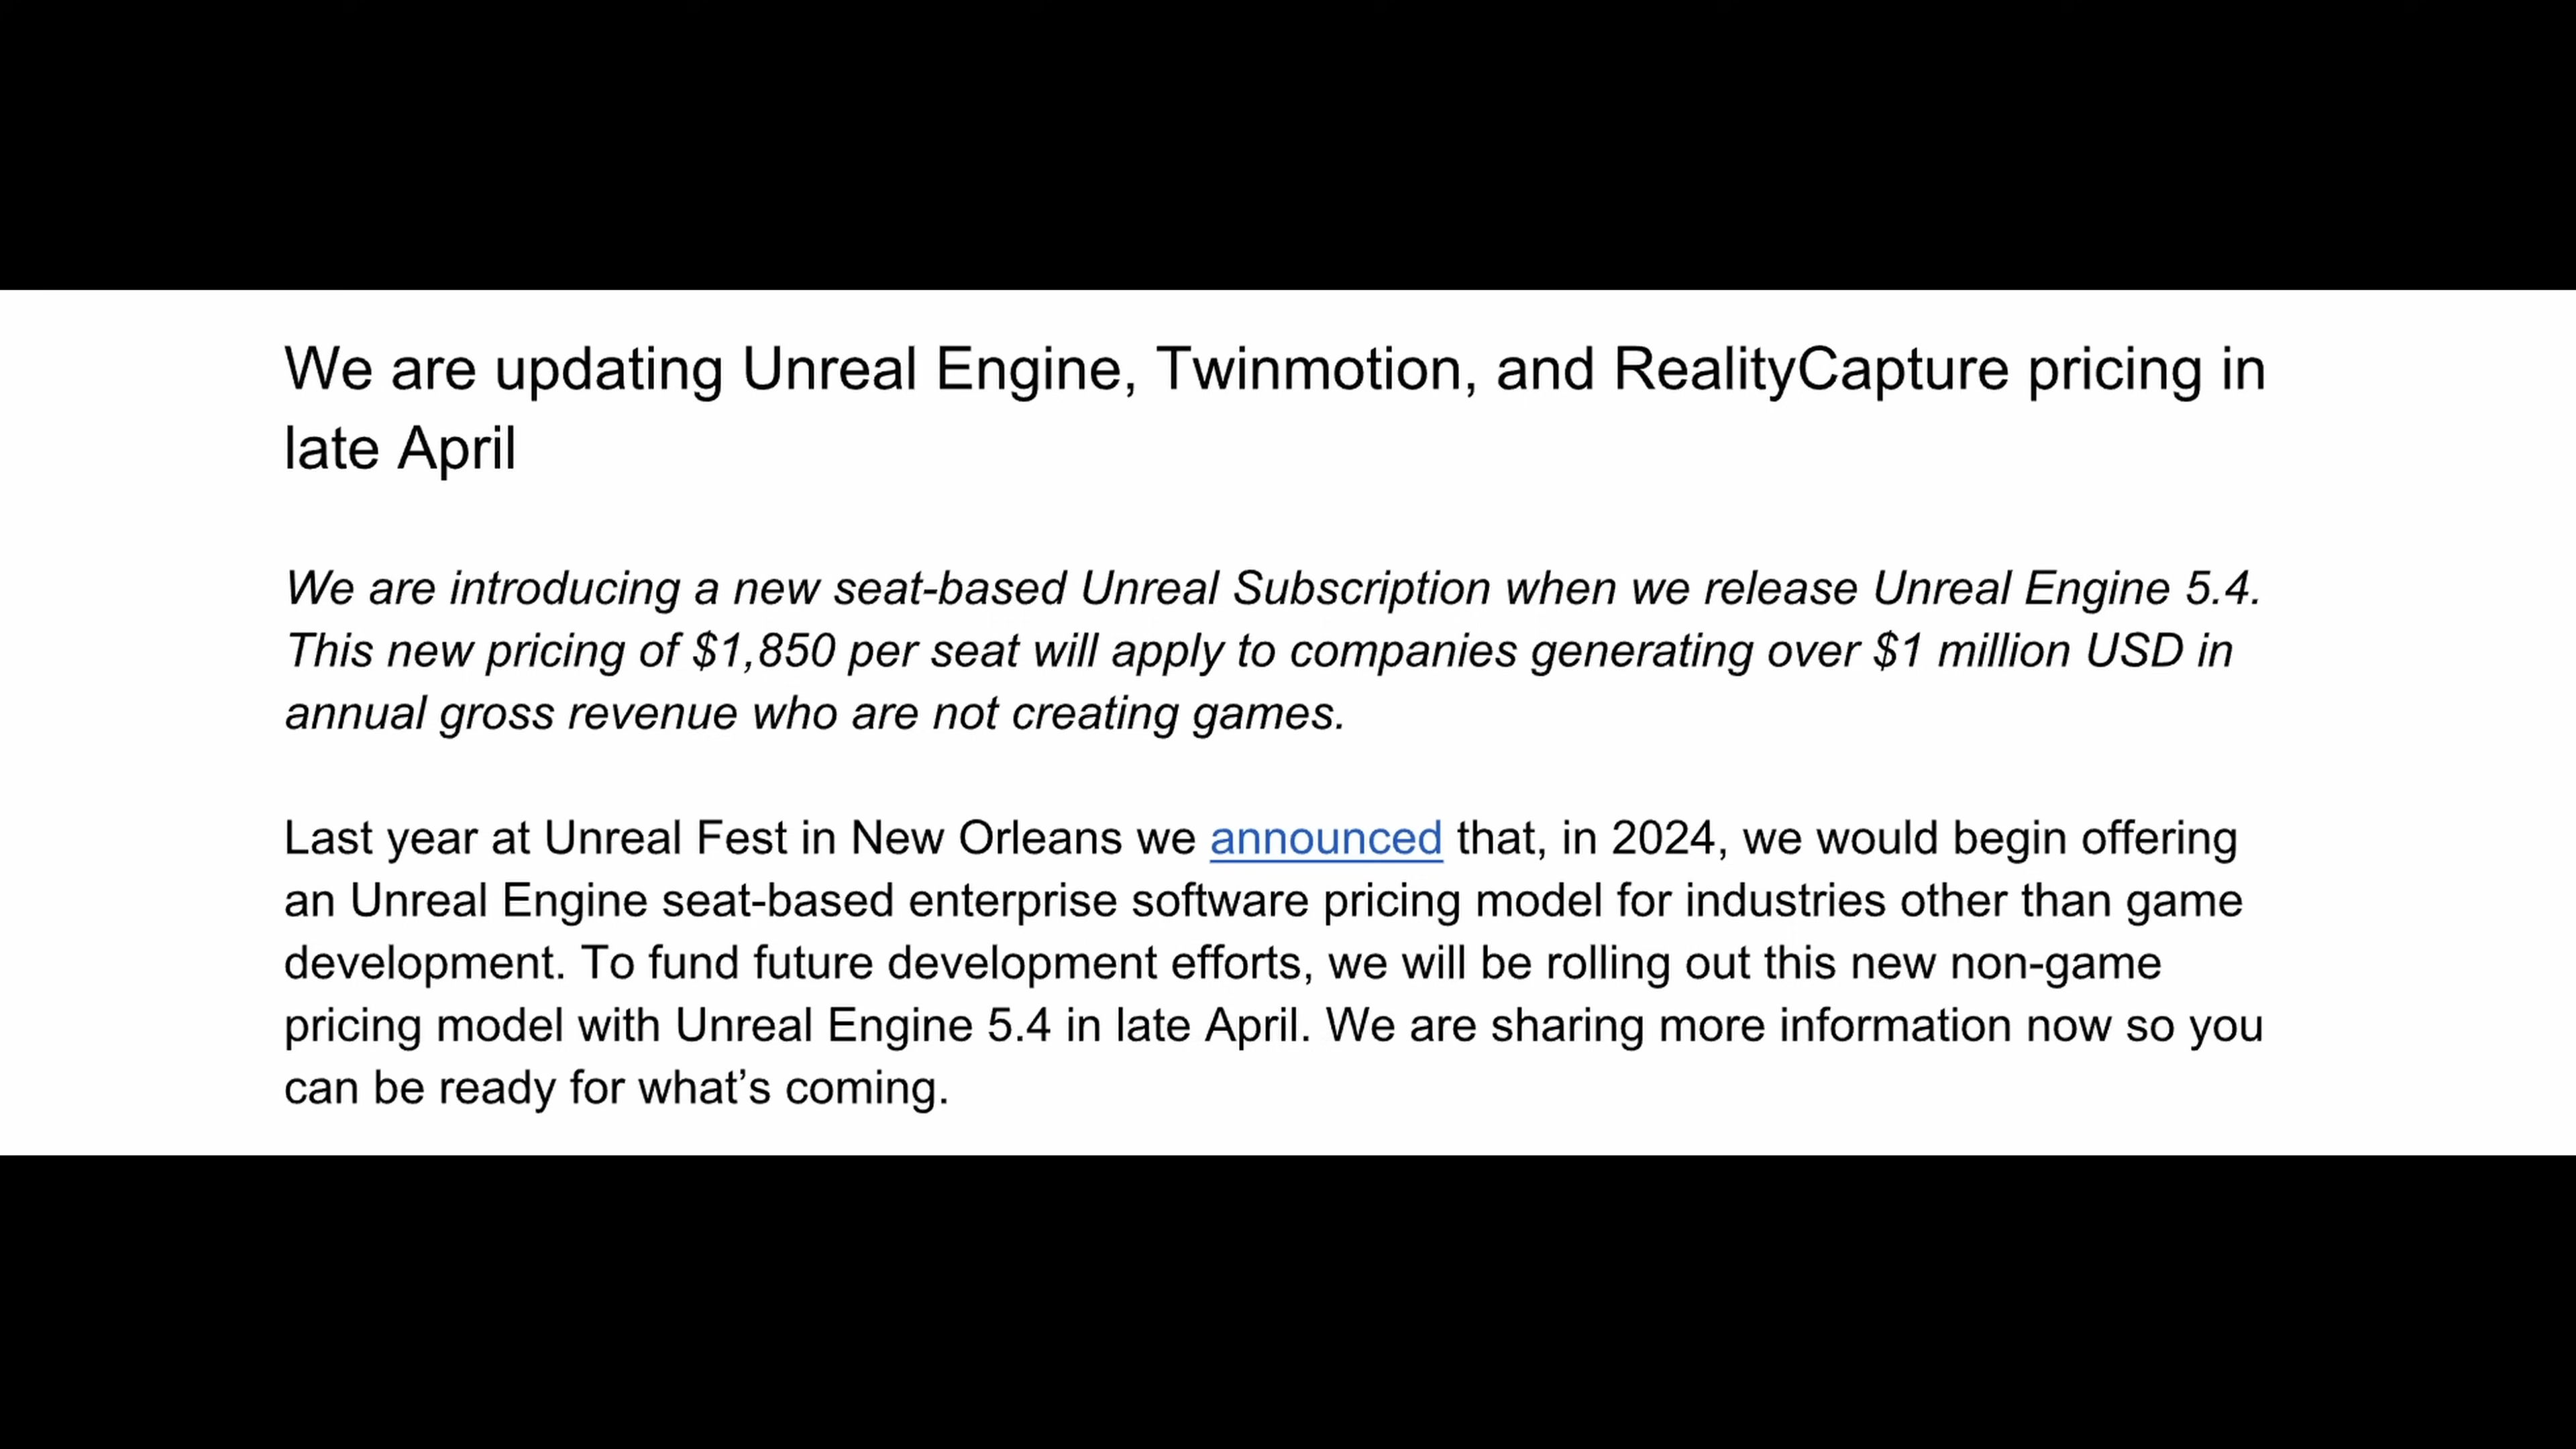 We are updating Unreal Engine, Twinmotion, and RealityCapture pricing in
late April
We are introducing a new seat-based Unreal Subscription when we release Unreal Engine 5.4.
This new pricing of $1,850 per seat will apply to companies generating over $1 million USD in
annual gross revenue who are not creating games.
Last year at Unreal Fest in New Orleans we announced that, in 2024, we would begin offering
an Unreal Engine seat-based enterprise software pricing model for industries other than game
development. To fund future development efforts, we will be rolling out this new non-game
pricing model with Unreal Engine 5.4 in late April. We are sharing more information now so you
can be ready for what’s coming.